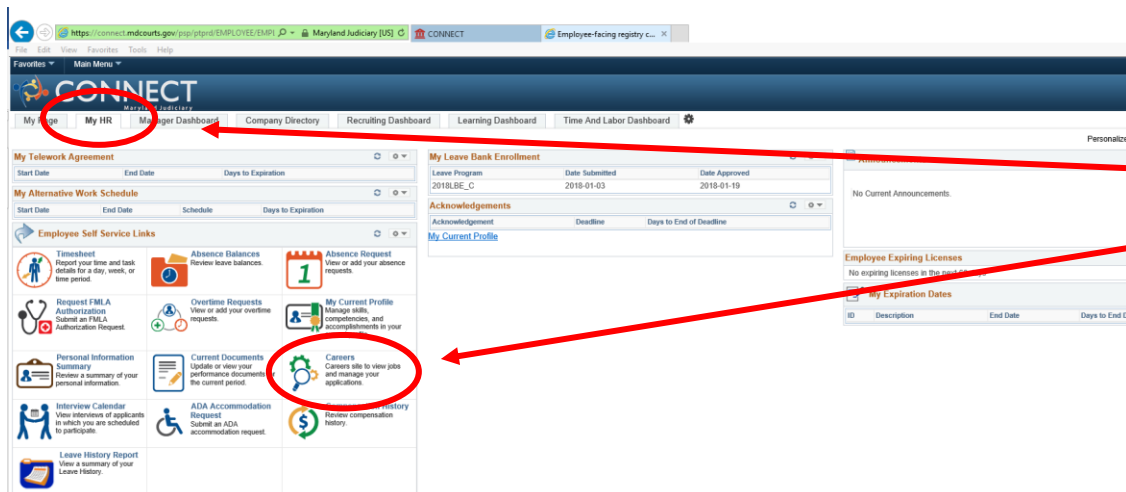 https://connect.mdcourts.gov/psp/ptprd/EMPLOYEE/EMPI
Maryland Judiciary [US]
CONNECT
Employee-facing registry c...
File Edit View Favorites Tools Help
Favorites Main Menu
CONNECT
Maryland Judiciary
My Page My HR Manager Dashboard Company Directory Recruiting Dashboard Learning Dashboard Time And Labor Dashboard
Personalize
My Telework Agreement
Start Date End Date Days to Expiration
My Alternative Work Schedule
Start Date End Date Schedule Days to Expiration
Employee Self Service Links
Timesheet
Report your time and task
details for a day, week, or
time period.
Absence Balances
Review leave balances.
Absence Request
View or add your absence
requests.
1
Request FMLA
Authorization
Submit an FMLA
Authorization Request.
Overtime Requests
View or add your overtime
requests.
My Current Profile
Manage skills,
competencies, and
accomplishments in your
Personal Information
Summary
Review a summary of your
personal information.
Current Documents
Update or view your
performance documents for
the current period.
Careers
Careers site to view jobs
and manage your
applications.
Interview Calendar
View interviews of applicants
in which you are scheduled
to participate.
ADA Accommodation
Request
Submit an ADA
accommodation request.
$
Compensation History
Review compensation
history.
Leave History Report
View a summary of your
Leave History.
My Leave Bank Enrollment
Leave Program Date Submitted Date Approved
2018LBE_C 2018-01-03 2018-01-19
Acknowledgements
Acknowledgement Deadline Days to End of Deadline
My Current Profile
No Current Announcements.
Employee Expiring Licenses
No expiring licenses in the next
My Expiration Dates
ID Description End Date Days to End D